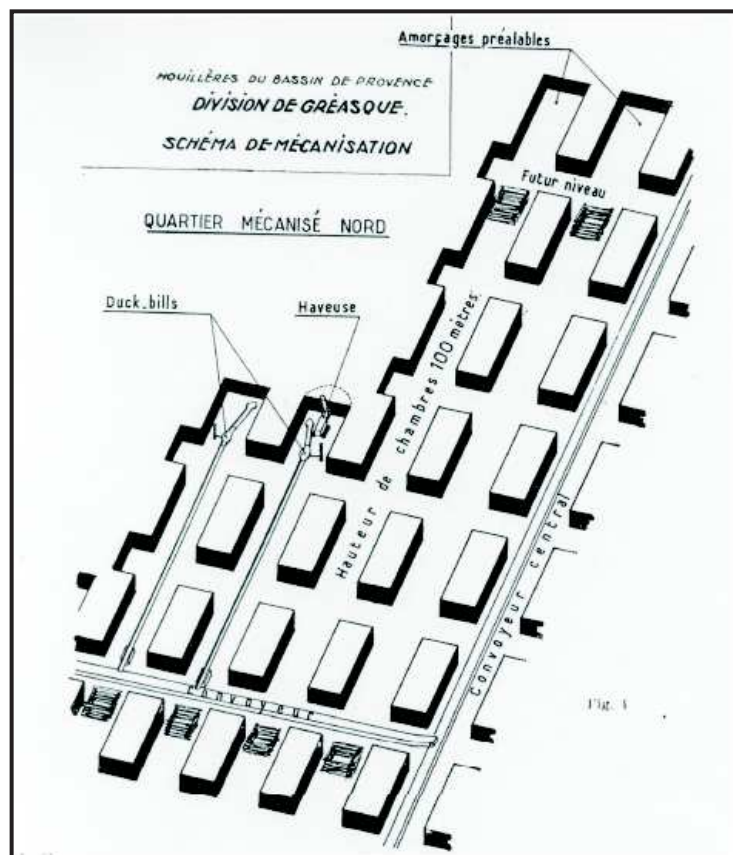 Amorçages préalables
HOUILLÈRES DU BASSIN DE PROVENCE
DIVISION DE GRÉASQUE.
SCHÉMA DE MÉCANISATION
Futur niveau
QUARTIER MÉCANISÉ NORD
Duck-bills
Haveuse
Hauteur de chambres 100 mètres
Convoyeur central
Convoyeur
Fig.